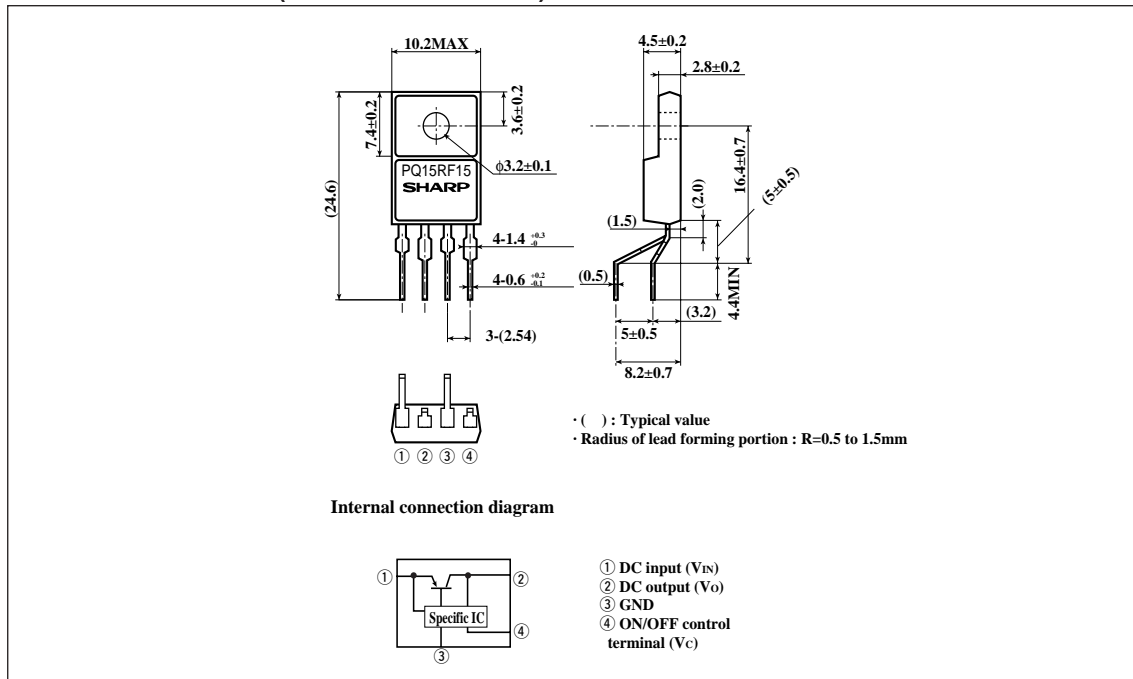 10.2MAX
4.5±0.2
2.8±0.2
7.4±0.2
3.6±0.2
(24.6)
ϕ3.2±0.1
PQ15RF15
SHARP
16.4±0.7
(5±0.5)
(2.0)
(1.5)
4-1.4 +0.3 -0
4-0.6 +0.2 -0.1
(0.5)
4.4MIN
(3.2)
3-(2.54)
5±0.5
8.2±0.7
· ( ) : Typical value
· Radius of lead forming portion : R=0.5 to 1.5mm
① ② ③ ④
Internal connection diagram
①
②
Specific IC
④
③
① DC input (VIN)
② DC output (VO)
③ GND
④ ON/OFF control
terminal (VC)